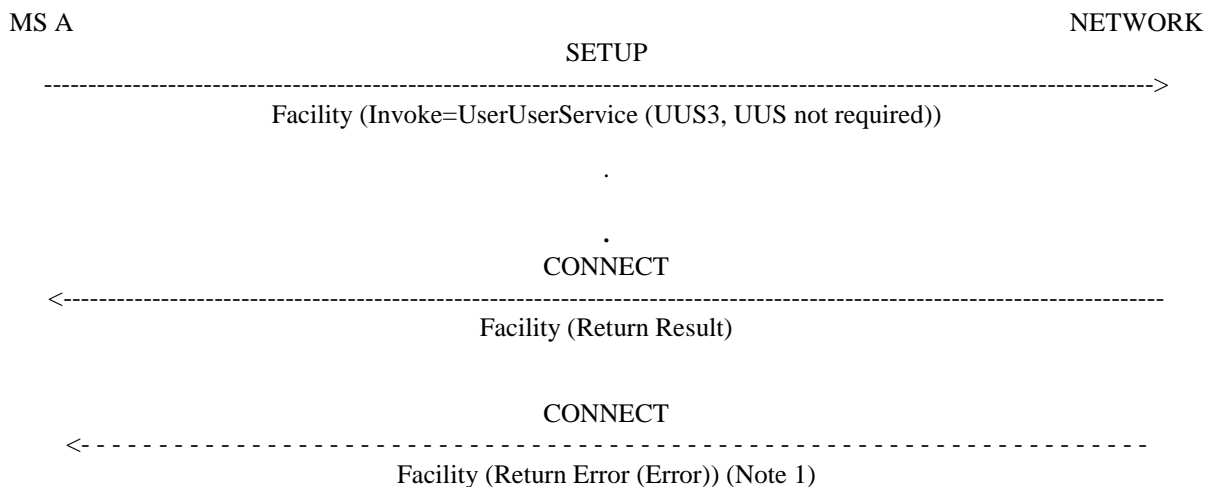 MS A NETWORK
SETUP
------------------------------------------------------------------------------------------------------------------------------>
Facility (Invoke=UserUserService (UUS3, UUS not required))
.
.
CONNECT
<-----------------------------------------------------------------------------------------------------------------------------
Facility (Return Result)
CONNECT
<- - - - - - - - - - - - - - - - - - - - - - - - - - - - - - - - - - - - - - - - - - - - - - - - - - - - - - - - - - - - - - - - - - - - -
Facility (Return Error (Error)) (Note 1)